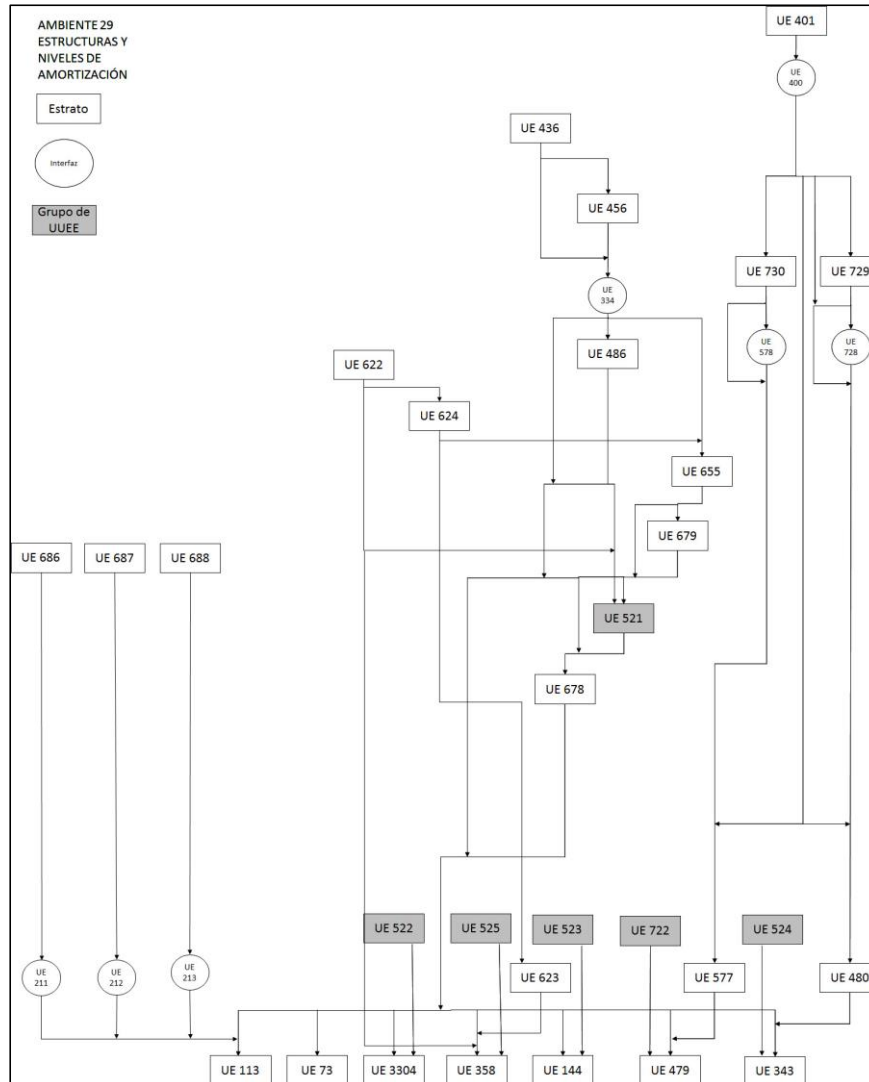 AMBIENTE 29
ESTRUCTURAS Y
NIVELES DE
AMORTIZACIÓN
Estrato
Interfaz
Grupo de
UUEE
UE 401
UE
400
UE 436
UE 456
UE 730
UE 729
UE
334
UE
578
UE
728
UE 486
UE 622
UE 624
UE 655
UE 679
UE 686
UE 687
UE 688
UE 521
UE 678
UE 522
UE 525
UE 523
UE 722
UE 524
UE
211
UE
212
UE
213
UE 623
UE 577
UE 480
UE 113
UE 73
UE 3304
UE 358
UE 144
UE 479
UE 343